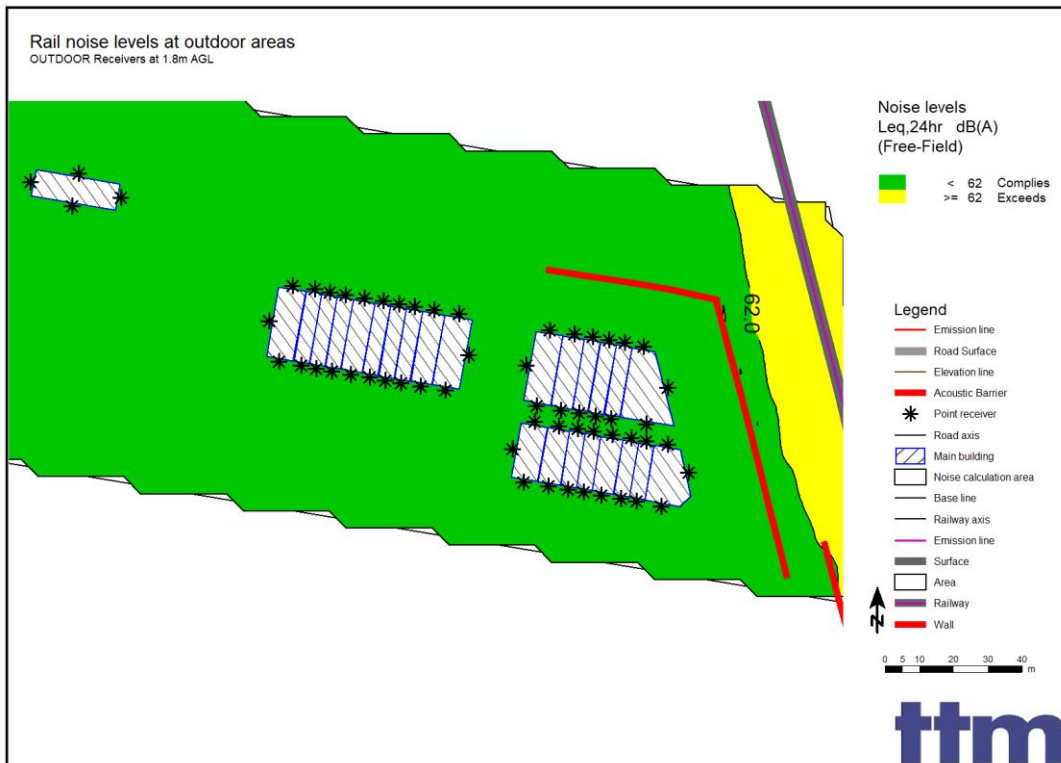 Rail noise levels at outdoor areas
OUTDOOR Receivers at 1.8m AGL
Noise levels
Leq,24hr dB(A)
(Free-Field)
< 62 Complies
>= 62 Exceeds
62.0
Legend
Emission line
Road Surface
Elevation line
Acoustic Barrier
Point receiver
Road axis
Main building
Noise calculation area
Base line
Railway axis
Emission line
Surface
Area
Railway
Wall
N
0 5 10 20 30 40
m
ttm